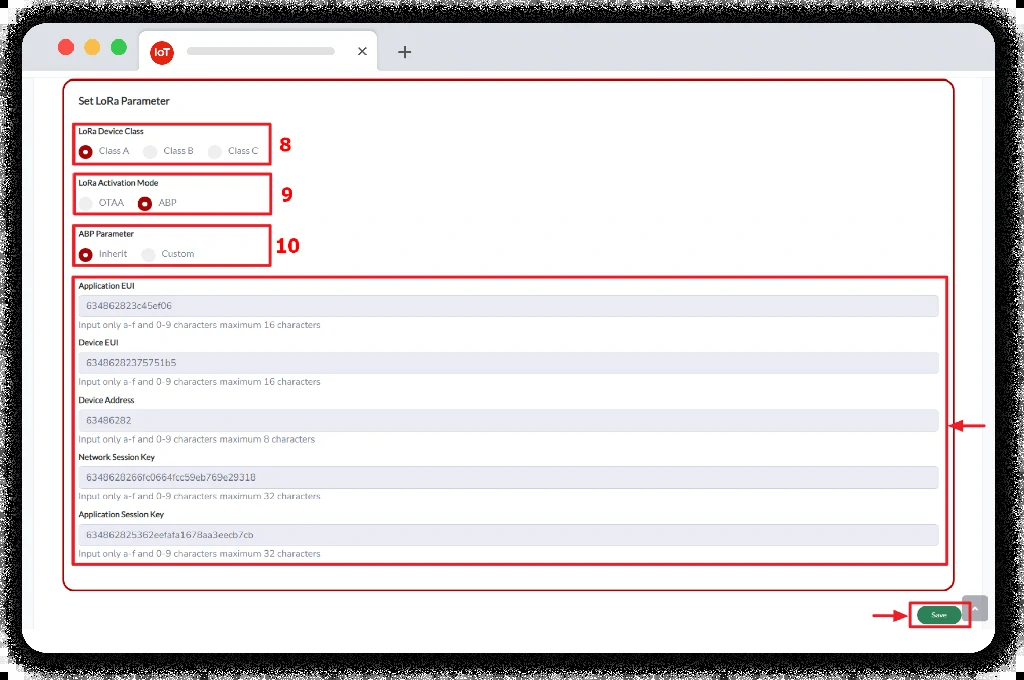 IoT
Set LoRa Parameter
LoRa Device Class
Class A Class B Class C 8
LoRa Activation Mode
OTAA ABP 9
ABP Parameter
Inherit Custom 10
Application EUI
634862823c45ef06
Input only a-f and 0-9 characters maximum 16 characters
Device EUI
63486282375751b5
Input only a-f and 0-9 characters maximum 16 characters
Device Address
63486282
Input only a-f and 0-9 characters maximum 8 characters
Network Session Key
6348628266fc0664fcc59eb769e29318
Input only a-f and 0-9 characters maximum 32 characters
Application Session Key
634862825362eefafa1678aa3eecb7cb
Input only a-f and 0-9 characters maximum 32 characters
Save